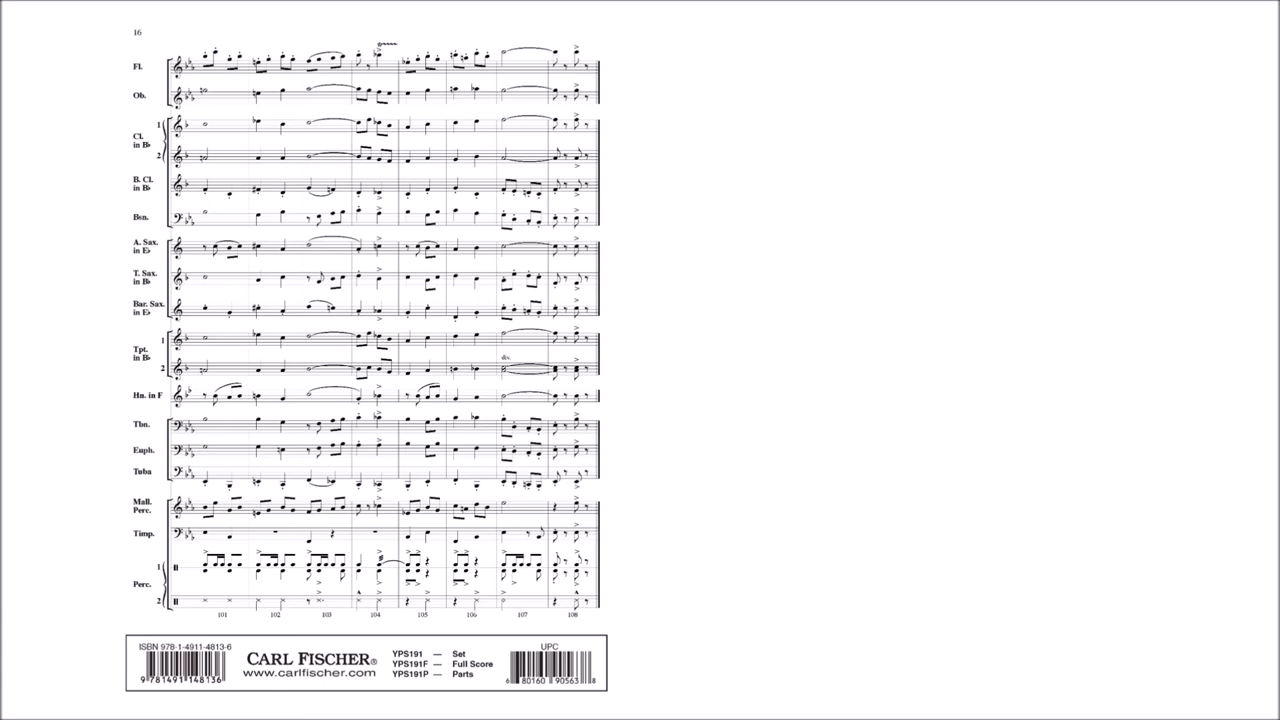 16
Fl.
Ob.
1
Cl.
in B♭
2
B. Cl.
in B♭
Bsn.
A. Sax.
in E♭
T. Sax.
in B♭
Bar. Sax.
in E♭
1
Tpt.
in B♭
div.
2
Hn. in F
Tbn.
Euph.
Tuba
Mall.
Perc.
Timp.
1
Perc.
2
101 102 103 104 105 106 107 108
ISBN 978-1-4911-4813-6
9 781491 148136
CARL FISCHER®
www.carlfischer.com
YPS191 — Set
YPS191F — Full Score
YPS191P — Parts
UPC
6 80160 90563 8